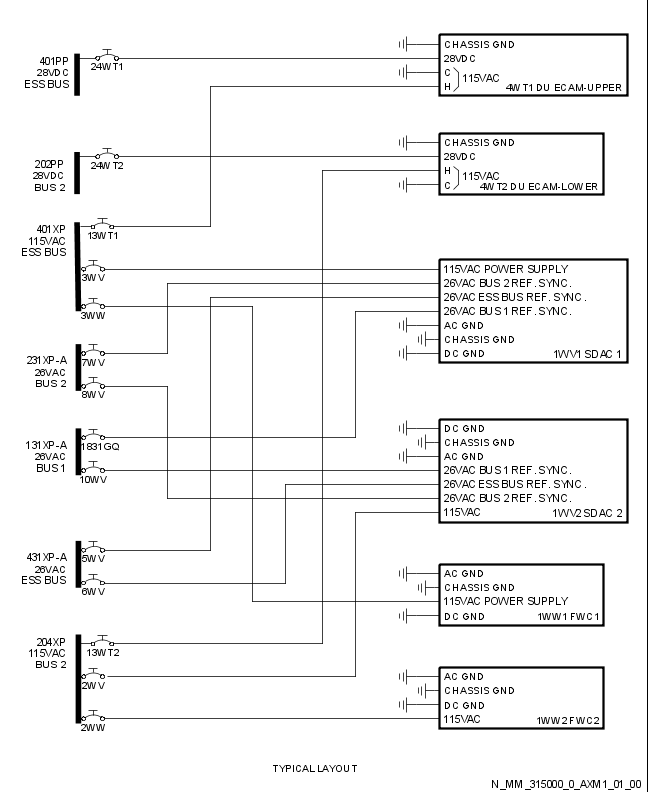 401PP
28VDC
ESS BUS
24WT1
CHASSIS GND
28VDC
C
H
115VAC
4WT1 DU ECAM-UPPER
202PP
28VDC
BUS 2
24WT2
CHASSIS GND
28VDC
H
C
115VAC
4WT2 DU ECAM-LOWER
401XP
115VAC
ESS BUS
13WT1
3WV
3WW
115VAC POWER SUPPLY
26VAC BUS 2 REF. SYNC.
26VAC ESS BUS REF. SYNC.
26VAC BUS 1 REF. SYNC.
AC GND
CHASSIS GND
DC GND
1WV1 SDAC 1
231XP-A
26VAC
BUS 2
7WV
8WV
131XP-A
26VAC
BUS 1
1831GQ
10WV
DC GND
CHASSIS GND
AC GND
26VAC BUS 1 REF. SYNC.
26VAC ESS BUS REF. SYNC.
26VAC BUS 2 REF. SYNC.
115VAC
1WV2 SDAC 2
431XP-A
26VAC
ESS BUS
5WV
6WV
AC GND
CHASSIS GND
115VAC POWER SUPPLY
DC GND
1WW1 FWC1
204XP
115VAC
BUS 2
13WT2
2WV
2WW
AC GND
CHASSIS GND
DC GND
115VAC
1WW2 FWC2
TYPICAL LAYOUT
N_MM_315000_0_AXM1_01_00